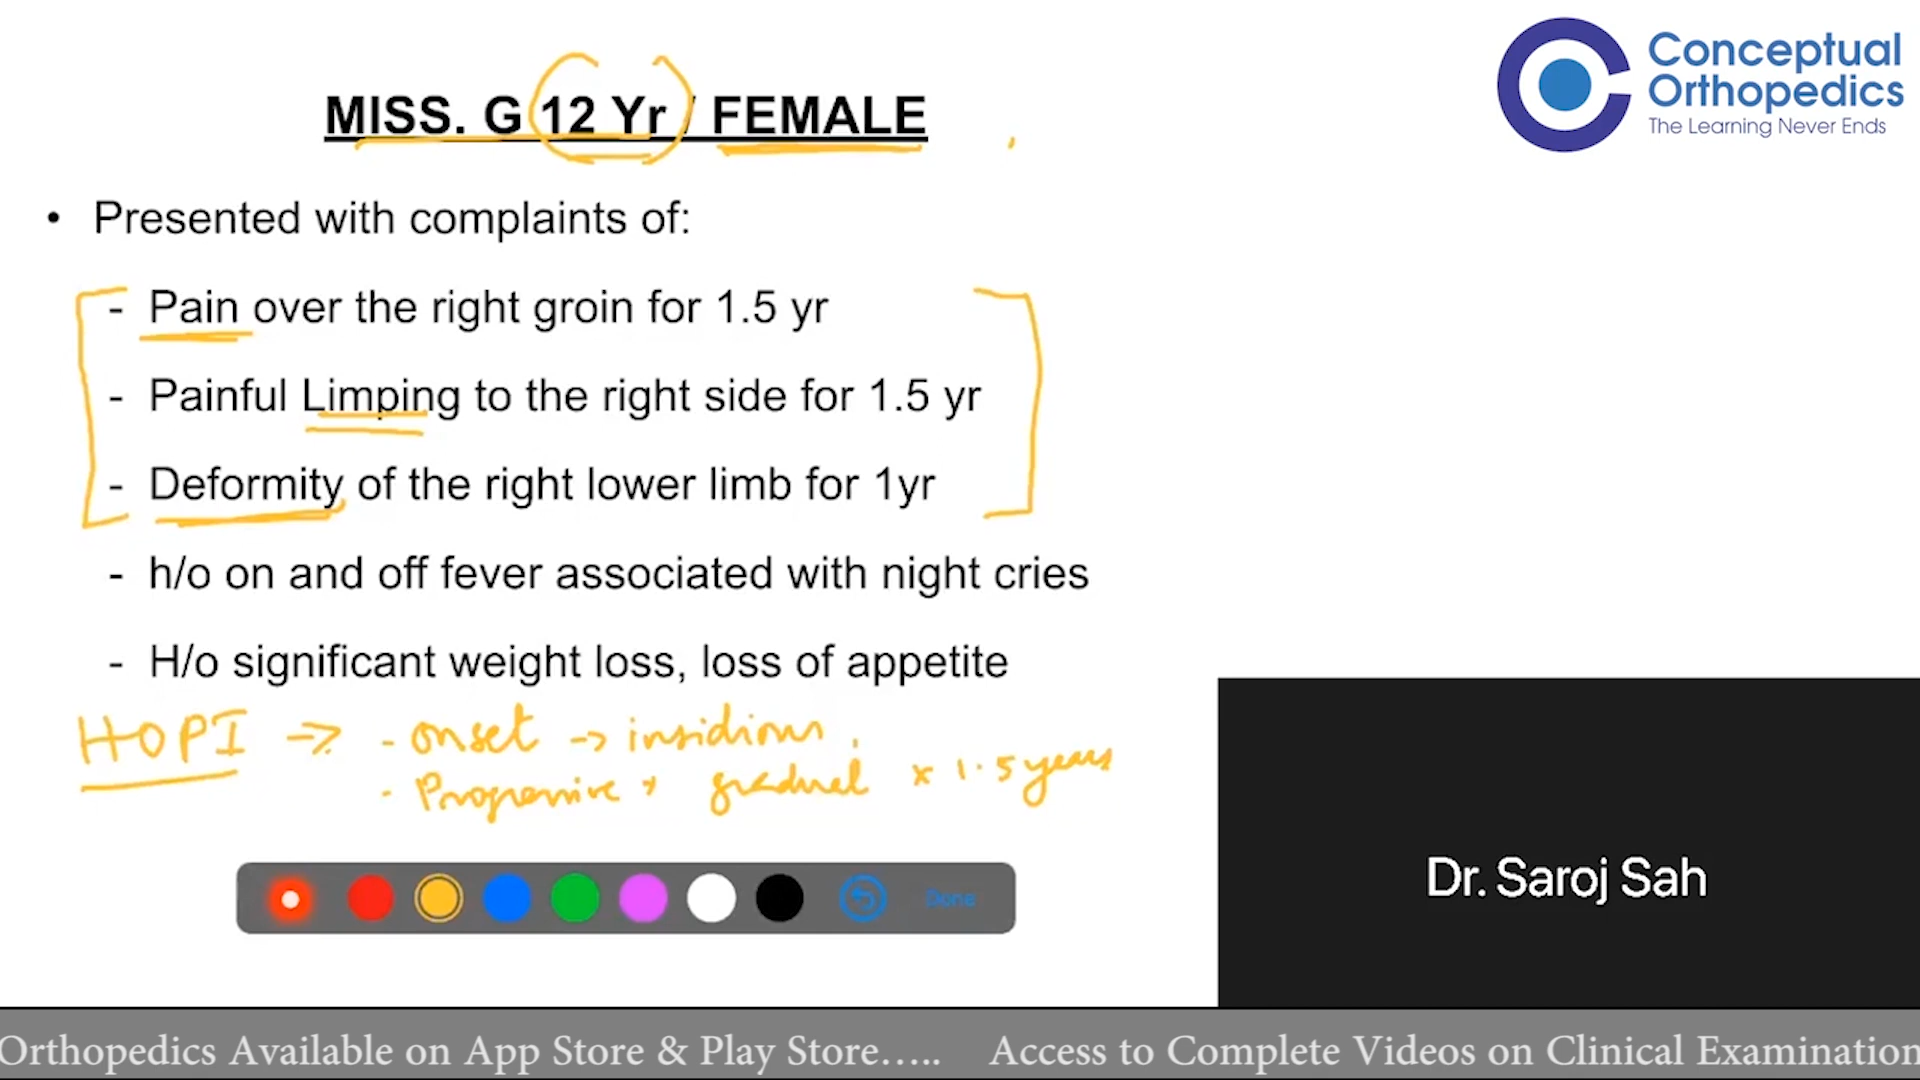 Conceptual
Orthopedics
The Learning Never Ends
MISS. G 12 Yr / FEMALE
• Presented with complaints of:
- Pain over the right groin for 1.5 yr
- Painful Limping to the right side for 1.5 yr
- Deformity of the right lower limb for 1yr
- h/o on and off fever associated with night cries
- H/o significant weight loss, loss of appetite
HOPI → - onset → insidious
- Progressive gradual x 1.5 years
Done
Dr. Saroj Sah
Orthopedics Available on App Store & Play Store..... Access to Complete Videos on Clinical Examination